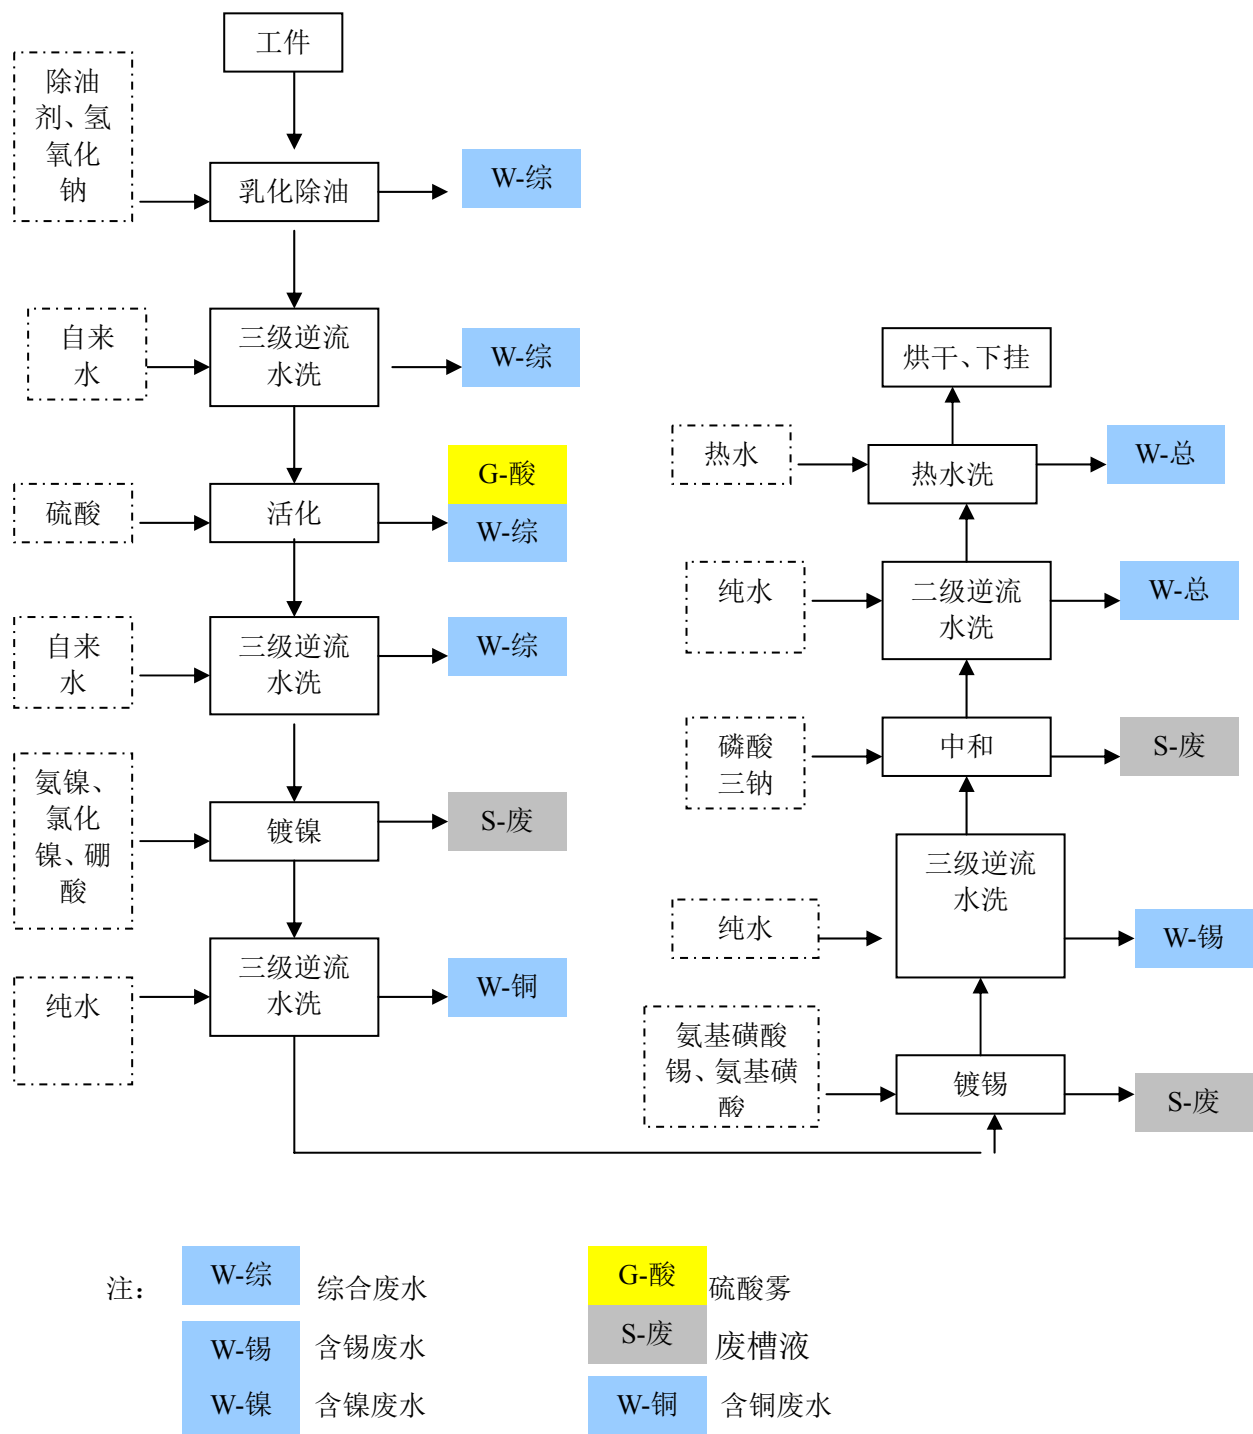 工件
除油
剂、氢
氧化
钠
乳化除油
W-综
自来
水
三级逆流
水洗
W-综
硫酸
活化
G-酸
W-综
自来
水
三级逆流
水洗
W-综
氨镍、
氯化
镍、硼
酸
镀镍
S-废
纯水
三级逆流
水洗
W-铜
氨基磺酸
锡、氨基磺
酸
镀锡
S-废
纯水
三级逆流
水洗
W-锡
磷酸
三钠
中和
S-废
纯水
二级逆流
水洗
W-总
热水
热水洗
W-总
烘干、下挂
注：
W-综 综合废水
G-酸 硫酸雾
W-锡 含锡废水
S-废 废槽液
W-镍 含镍废水
W-铜 含铜废水